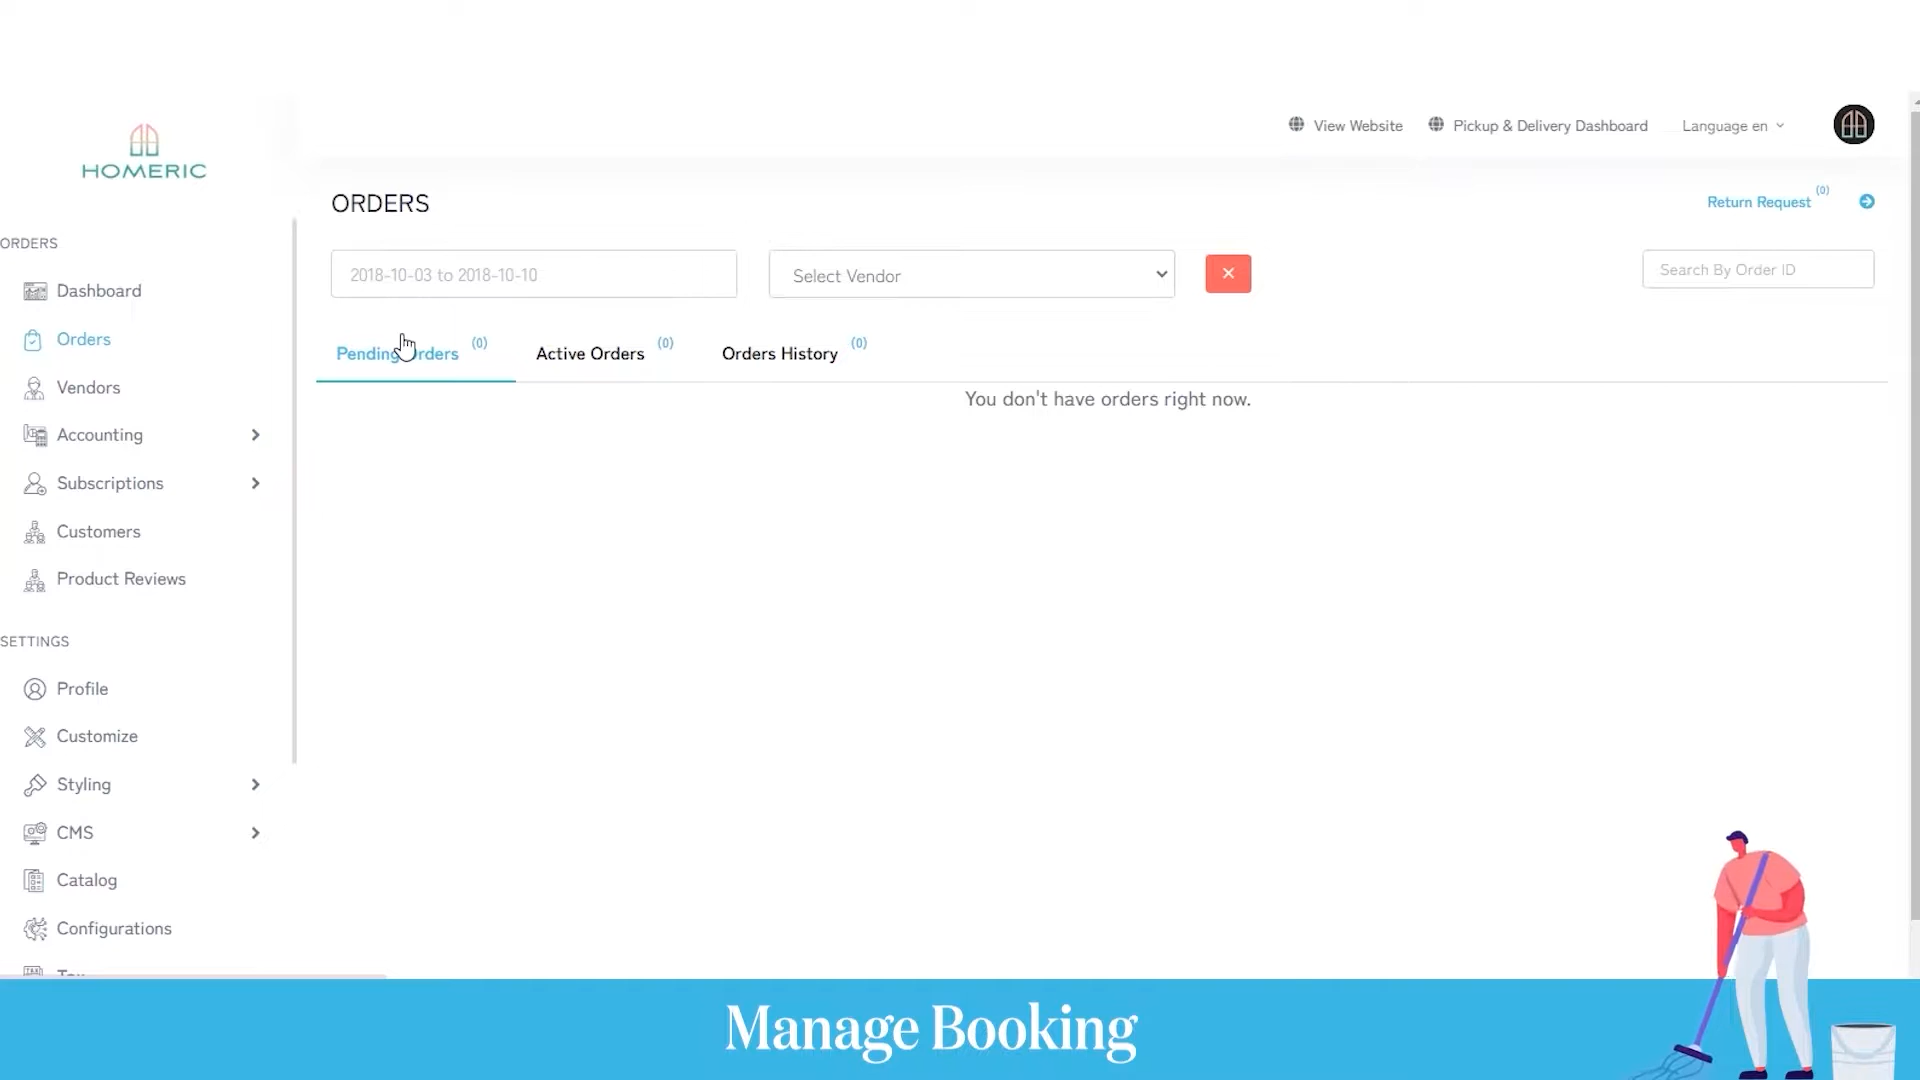 HOMERIC
View Website
Pickup & Delivery Dashboard
Language en
ORDERS
Return Request (0)
2018-10-03 to 2018-10-10
Select Vendor
Search By Order ID
Pending Orders (0)
Active Orders (0)
Orders History (0)
You don't have orders right now.
ORDERS
Dashboard
Orders
Vendors
Accounting
Subscriptions
Customers
Product Reviews
SETTINGS
Profile
Customize
Styling
CMS
Catalog
Configurations
Manage Booking